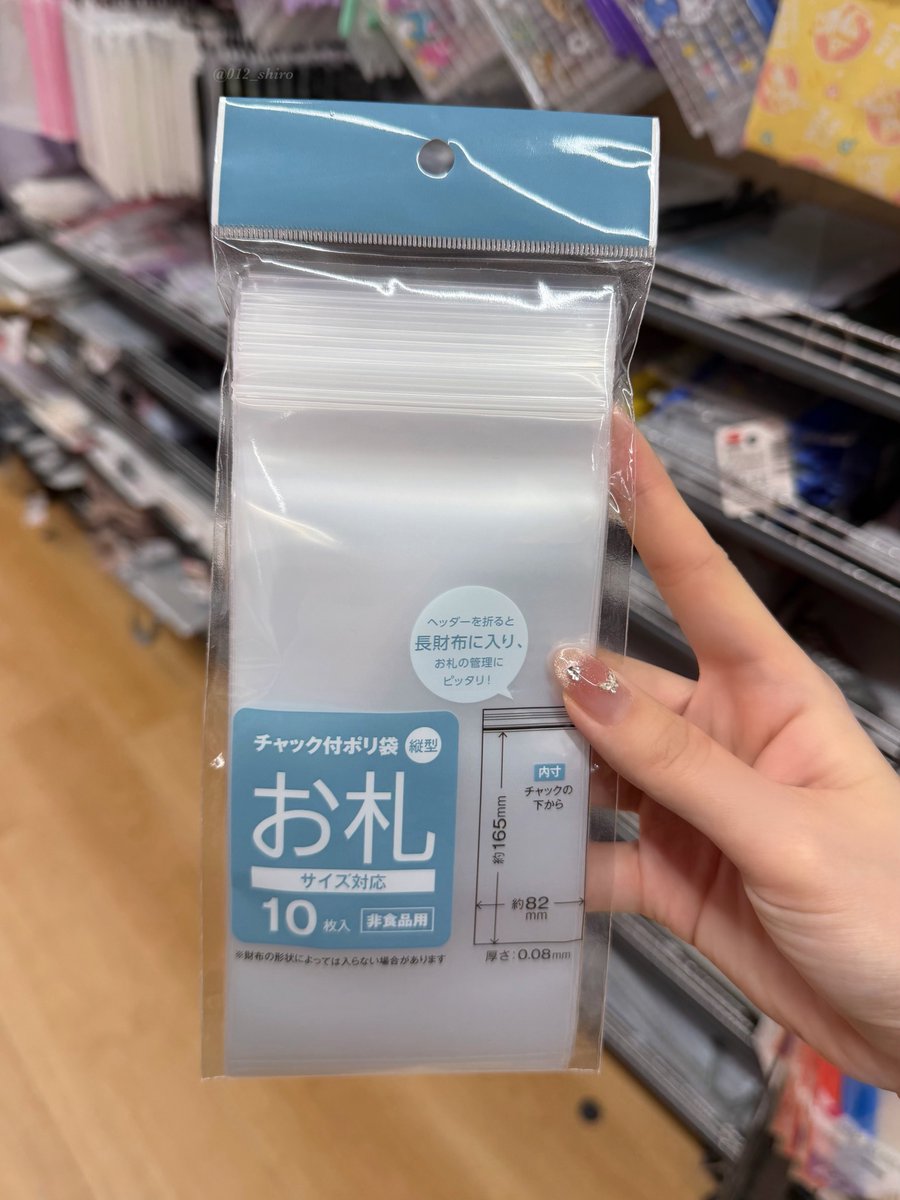 @012_shiro
ヘッダーを折ると
長財布に入り、
お札の管理に
ピッタリ!
チャック付ポリ袋 縦型
お札
サイズ対応
10枚入 非食品用
※財布の形状によっては入らない場合があります
内寸
チャックの
下から
約165mm
約82
mm
厚さ:0.08mm